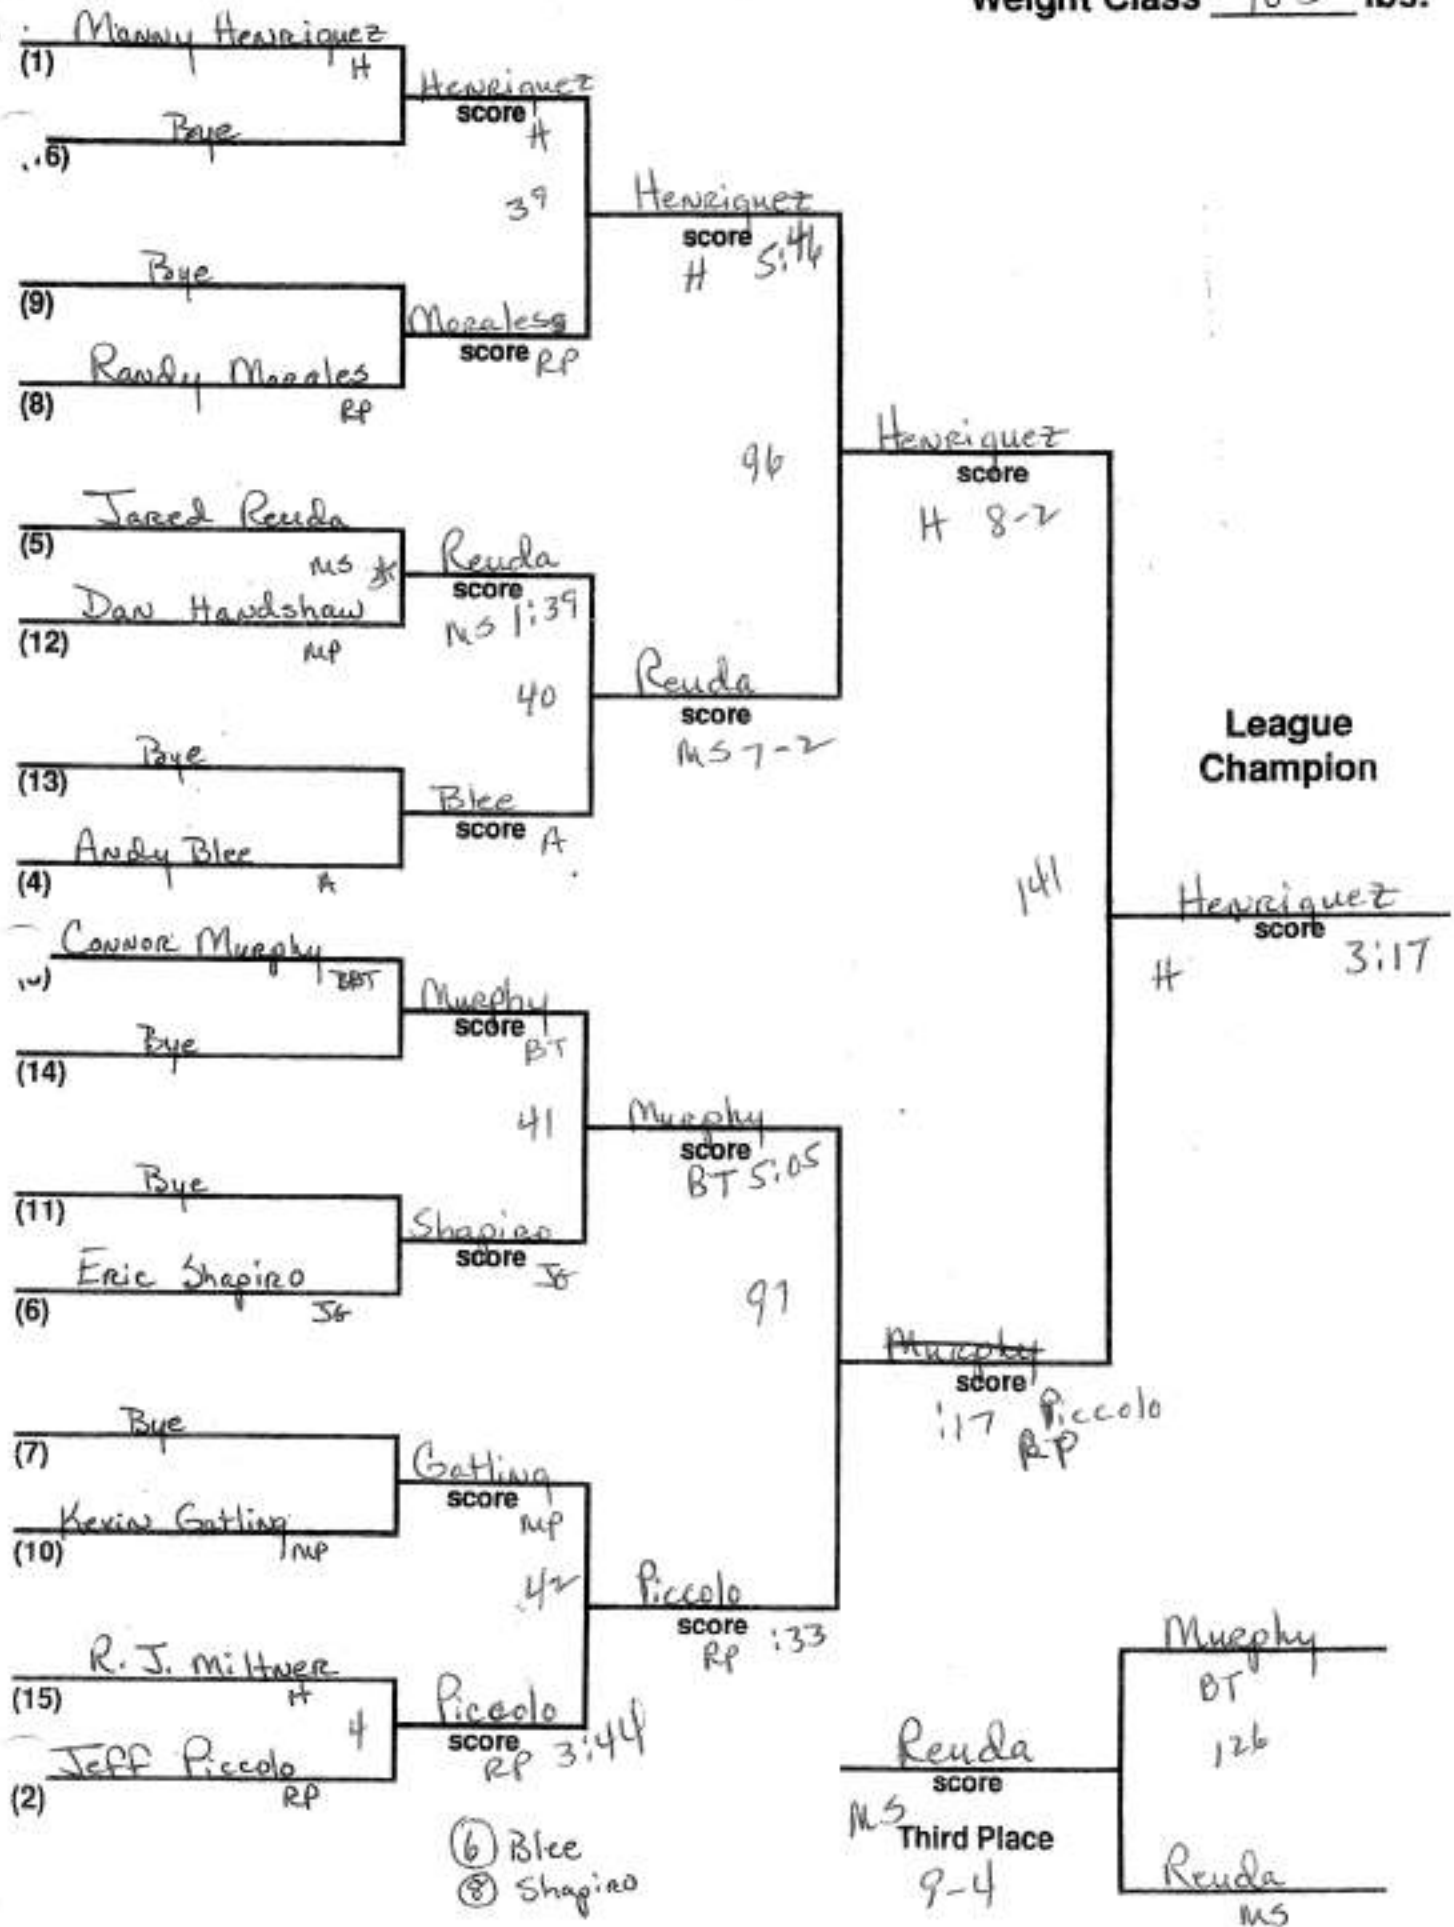 Weight Class lbs.
Manny Henriquez
(1)
H
Bye
6)
Henriquez
score
H
39
Bye
(9)
Randy Morales
(8)
RP
Moraless
score RP
Henriquez
score
H 5:46
Jared Reuda
(5)
MS
Dan Handshaw
(12)
MP
Reuda
score
MS 1:39
40
Bye
(13)
Andy Blee
(4)
A
Blee
score A
Reuda
score
MS 7-2
96
Henriquez
score
H 8-2
Connor Murphy
BBT
Bye
(14)
Murphy
score
BT
41
Bye
(11)
Eric Shapiro
(6)
JG
Shapiro
score
JG
Murphy
score
BT 5:05
Bye
(7)
Kevin Gatling
(10)
MP
Gatling
score
MP
42
R. J. Miltner
(15)
H
4
Jeff Piccolo
(2)
RP
Piccolo
score
RP 3:44
Piccolo
score
RP :33
97
Murphy
score
:17 Piccolo
RP
141
League
Champion
Henriquez
score
H 3:17
Murphy
BT
126
Reuda
MS
Reuda
score
MS
Third Place
9-4
(6) Blee
(8) Shapiro